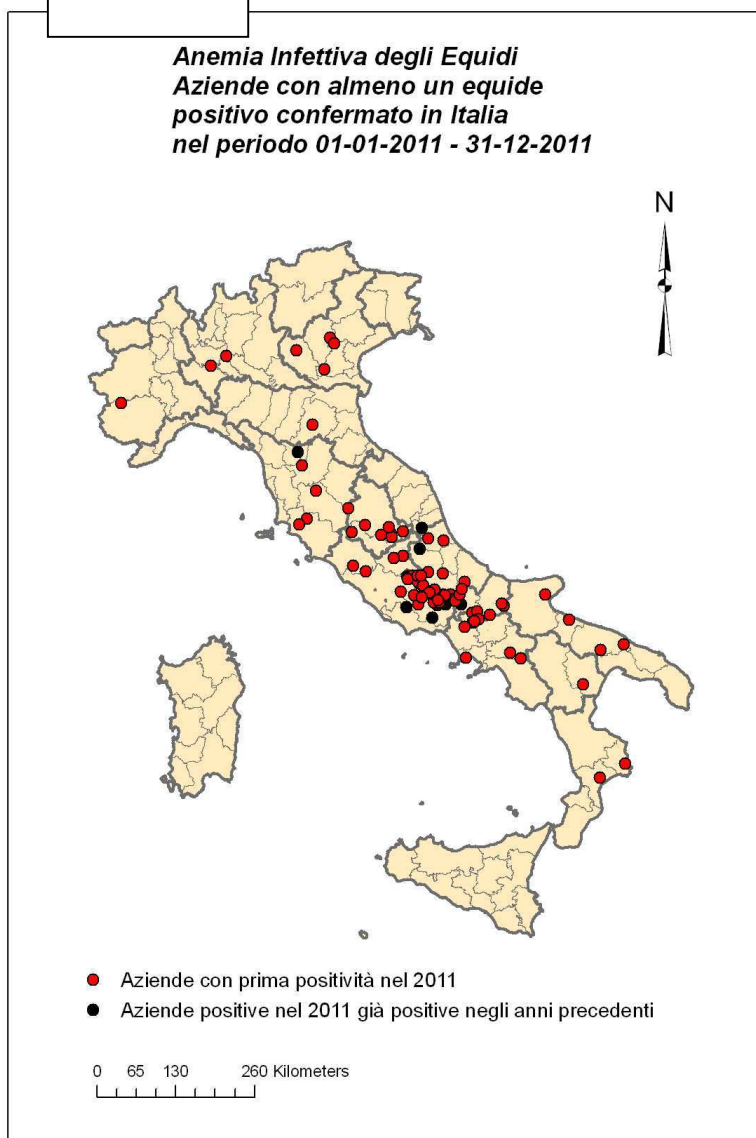 Anemia Infettiva degli Equidi
Aziende con almeno un equide
positivo confermato in Italia
nel periodo 01-01-2011 - 31-12-2011
N
Aziende con prima positività nel 2011
Aziende positive nel 2011 già positive negli anni precedenti
0 65 130 260 Kilometers